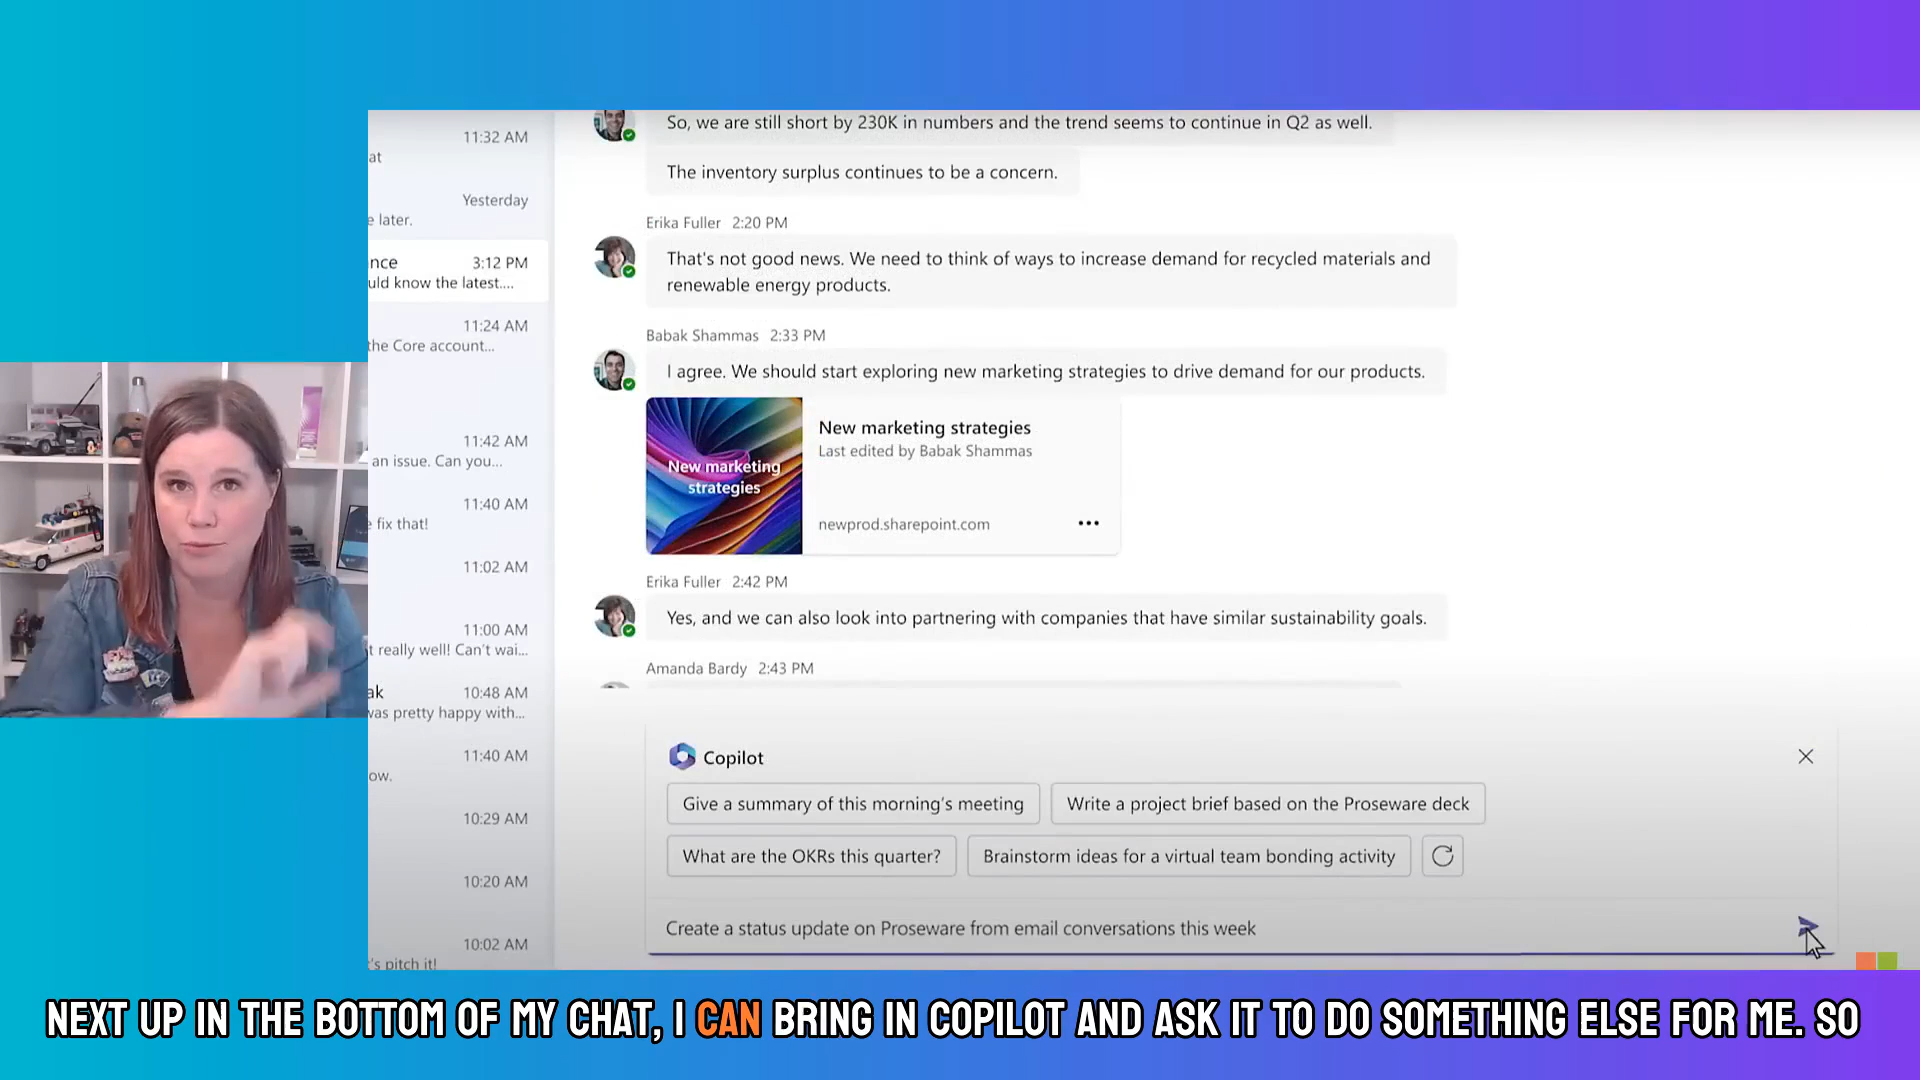 11:32 AM
at
Yesterday
e later.
nce 3:12 PM
uld know the latest....
11:24 AM
the Core account...
11:42 AM
an issue. Can you...
11:40 AM
e fix that!
11:02 AM
11:00 AM
t really well! Can't wai...
ak 10:48 AM
was pretty happy with...
11:40 AM
ow.
10:29 AM
10:20 AM
10:02 AM
's pitch it!
So, we are still short by 230K in numbers and the trend seems to continue in Q2 as well.
The inventory surplus continues to be a concern.
Erika Fuller 2:20 PM
That's not good news. We need to think of ways to increase demand for recycled materials and
renewable energy products.
Babak Shammas 2:33 PM
I agree. We should start exploring new marketing strategies to drive demand for our products.
New marketing
strategies
New marketing strategies
Last edited by Babak Shammas
newprod.sharepoint.com
Erika Fuller 2:42 PM
Yes, and we can also look into partnering with companies that have similar sustainability goals.
Amanda Bardy 2:43 PM
Copilot
Give a summary of this morning's meeting
Write a project brief based on the Proseware deck
What are the OKRs this quarter?
Brainstorm ideas for a virtual team bonding activity
Create a status update on Proseware from email conversations this week
NEXT UP IN THE BOTTOM OF MY CHAT, I CAN BRING IN COPILOT AND ASK IT TO DO SOMETHING ELSE FOR ME. SO